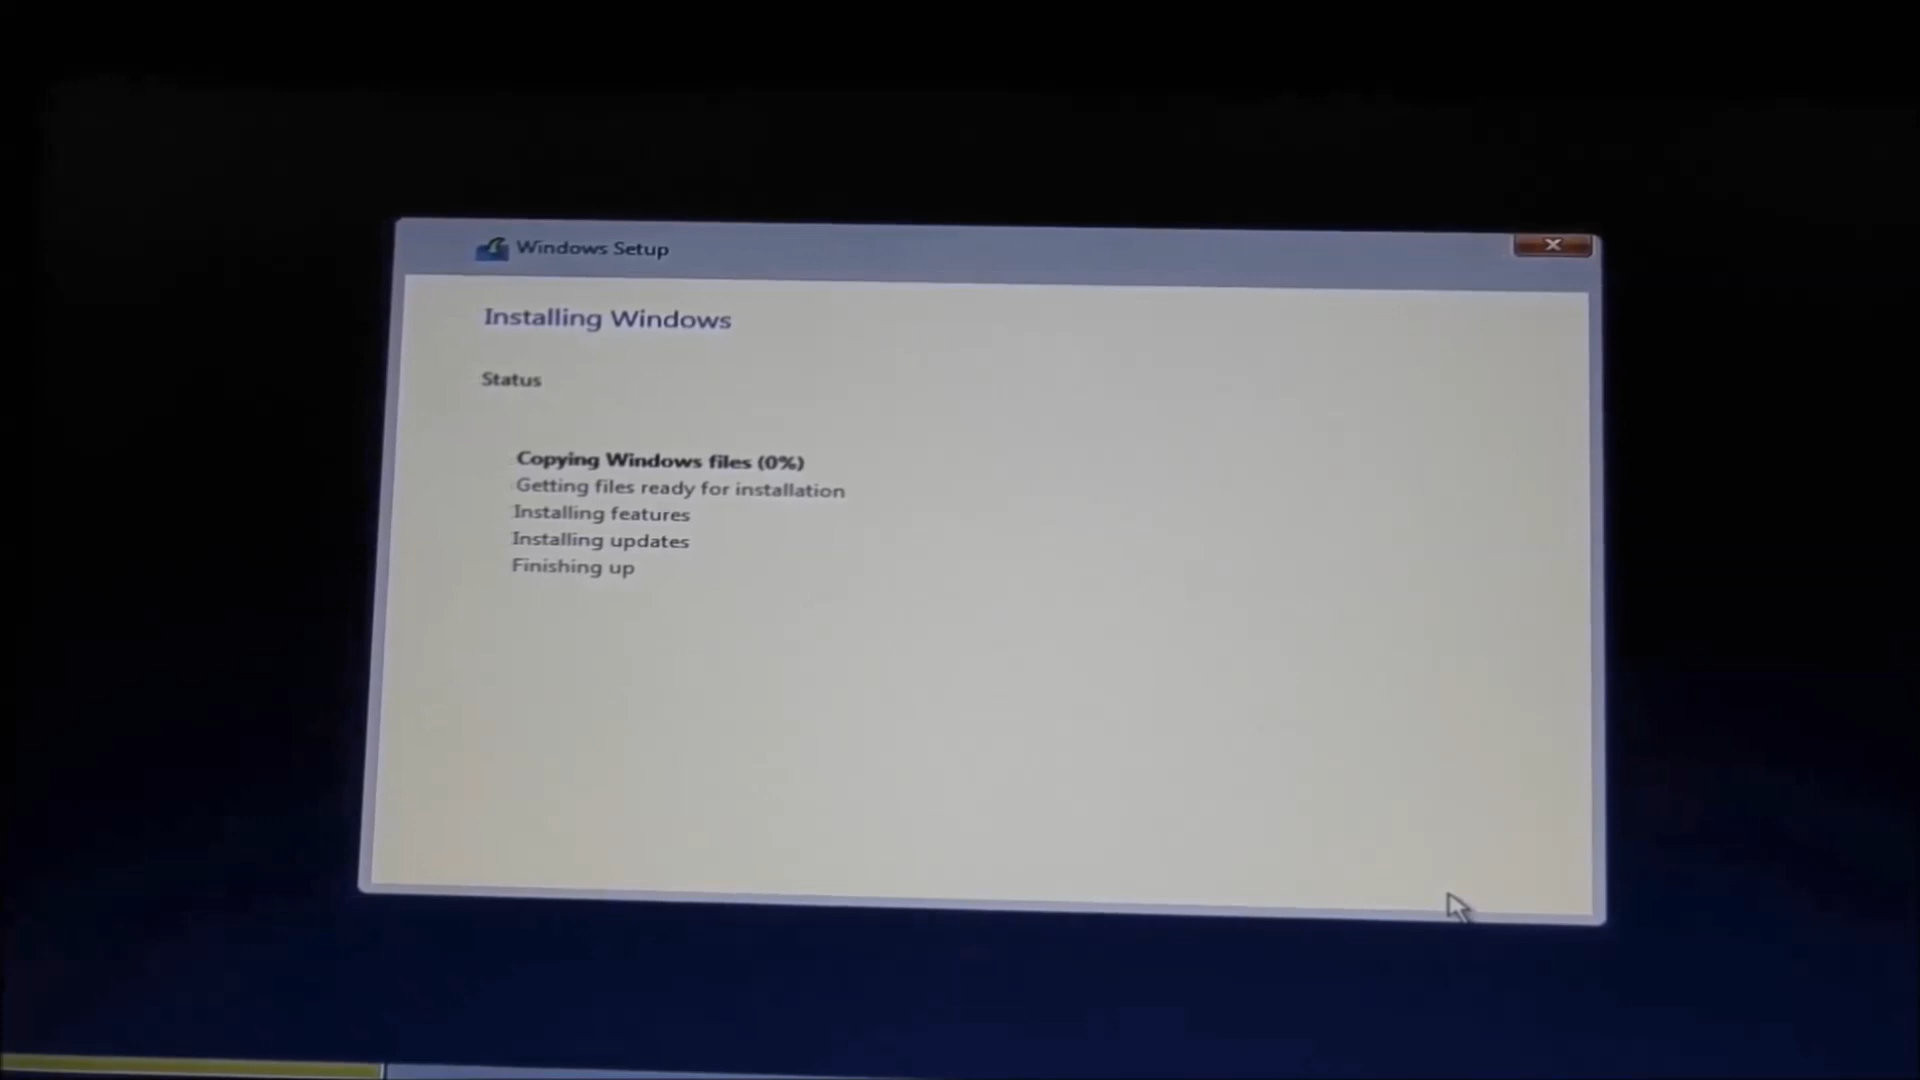 Windows Setup
Installing Windows
Status
Copying Windows files (0%)
Getting files ready for installation
Installing features
Installing updates
Finishing up